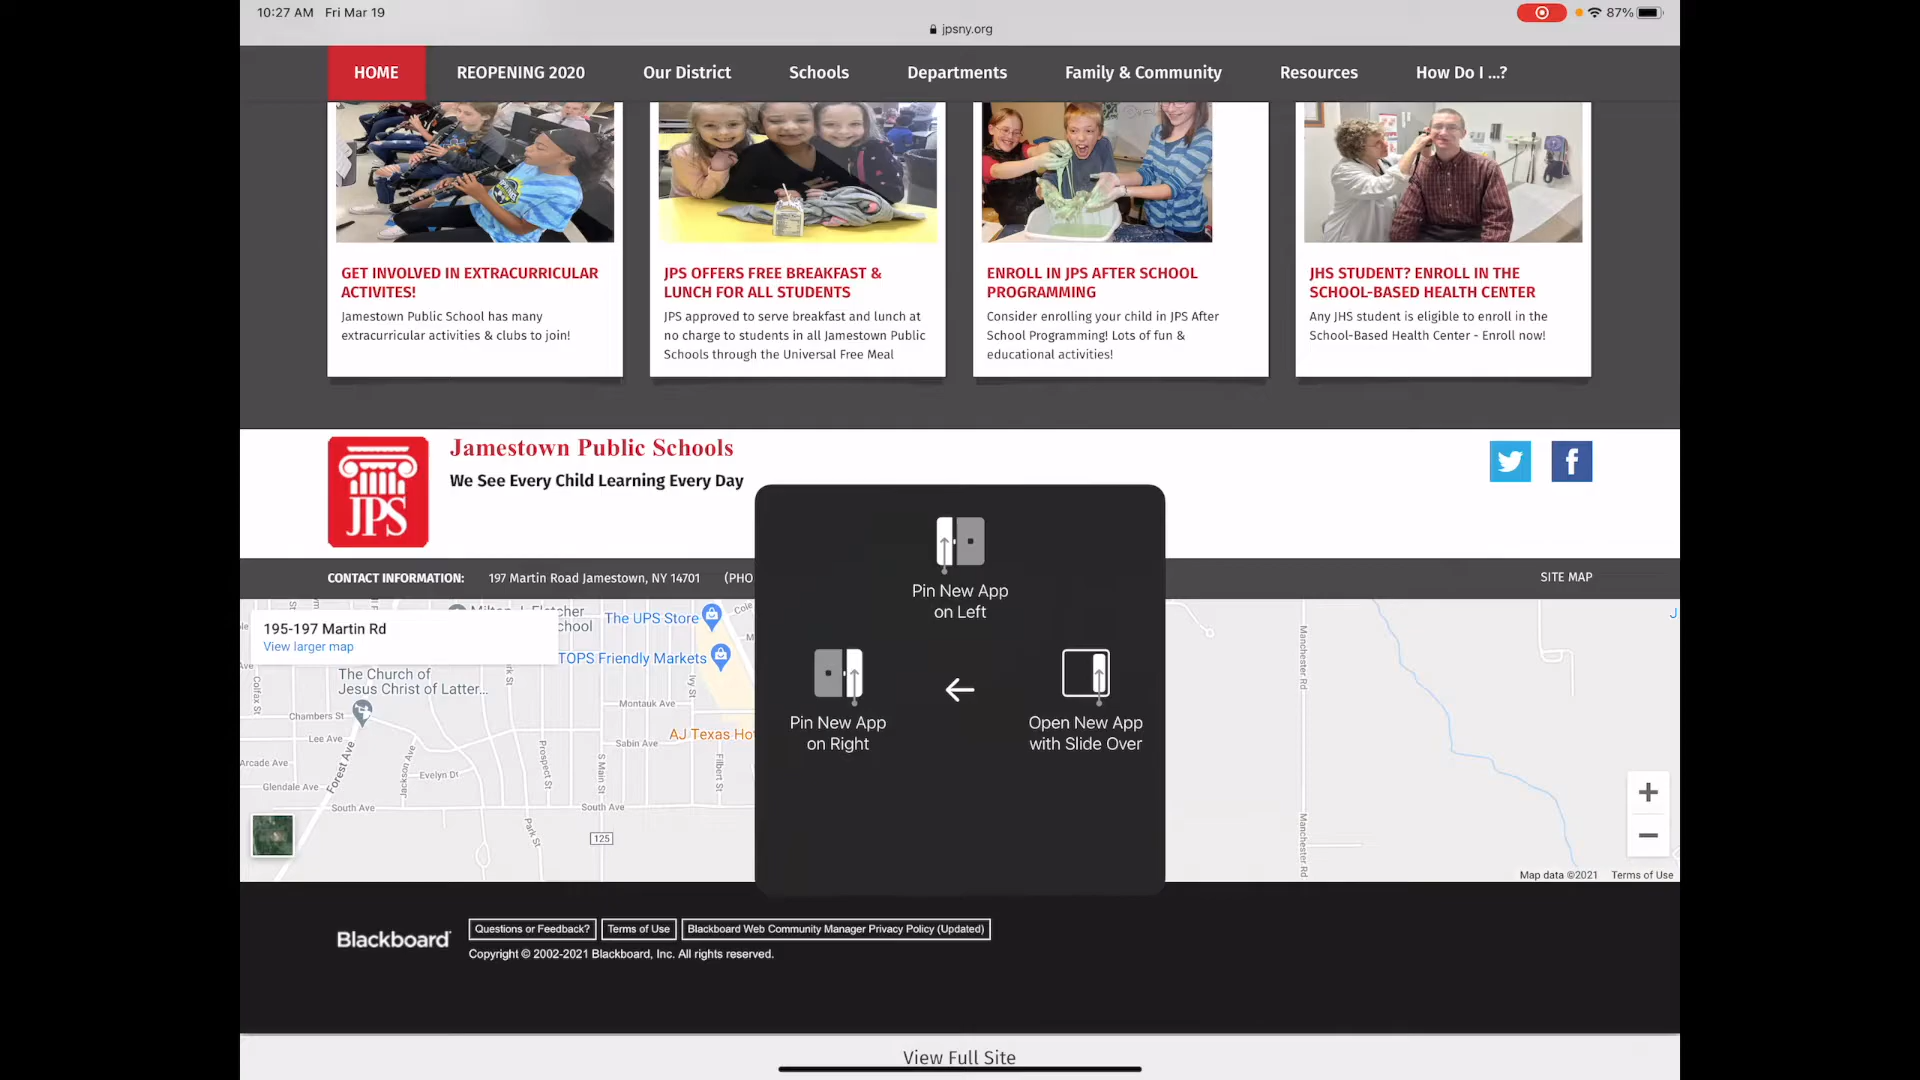 10:27 AM Fri Mar 19
87%
jpsny.org
HOME
REOPENING 2020
Our District
Schools
Departments
Family & Community
Resources
How Do I ...?
GET INVOLVED IN EXTRACURRICULAR
ACTIVITES!
Jamestown Public School has many
extracurricular activities & clubs to join!
JPS OFFERS FREE BREAKFAST &
LUNCH FOR ALL STUDENTS
JPS approved to serve breakfast and lunch at
no charge to students in all Jamestown Public
Schools through the Universal Free Meal
ENROLL IN JPS AFTER SCHOOL
PROGRAMMING
Consider enrolling your child in JPS After
School Programming! Lots of fun &
educational activities!
JHS STUDENT? ENROLL IN THE
SCHOOL-BASED HEALTH CENTER
Any JHS student is eligible to enroll in the
School-Based Health Center - Enroll now!
JPS
Jamestown Public Schools
We See Every Child Learning Every Day
CONTACT INFORMATION: 197 Martin Road Jamestown, NY 14701 (PHO
SITE MAP
Pin New App
on Left
Pin New App
on Right
Open New App
with Slide Over
195-197 Martin Rd
View larger map
The UPS Store
TOPS Friendly Markets
The Church of
Jesus Christ of Latter...
Chambers St
Lee Ave
Arcade Ave
Glendale Ave
Forest Ave
Jackson Ave
Evelyn Dr
South Ave
Prospect St
Park St
S Main St
South Ave
Sabin Ave
Montauk Ave
Ivy St
Filbert St
Colfax St
AJ Texas Ho
125
Manchester Rd
Manchester Rd
Map data ©2021 Terms of Use
Blackboard
Questions or Feedback?
Terms of Use
Blackboard Web Community Manager Privacy Policy (Updated)
Copyright © 2002-2021 Blackboard, Inc. All rights reserved.
View Full Site